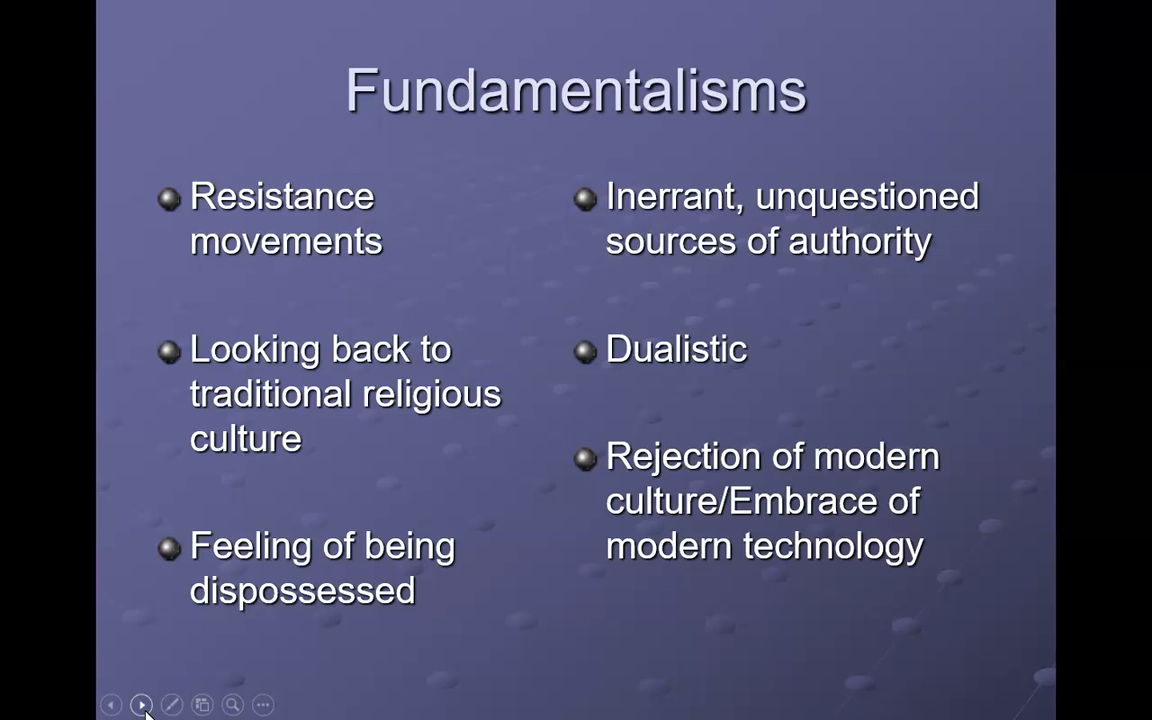 Fundamentalisms
Resistance
movements
Looking back to
traditional religious
culture
Feeling of being
dispossessed
Inerrant, unquestioned
sources of authority
Dualistic
Rejection of modern
culture/Embrace of
modern technology